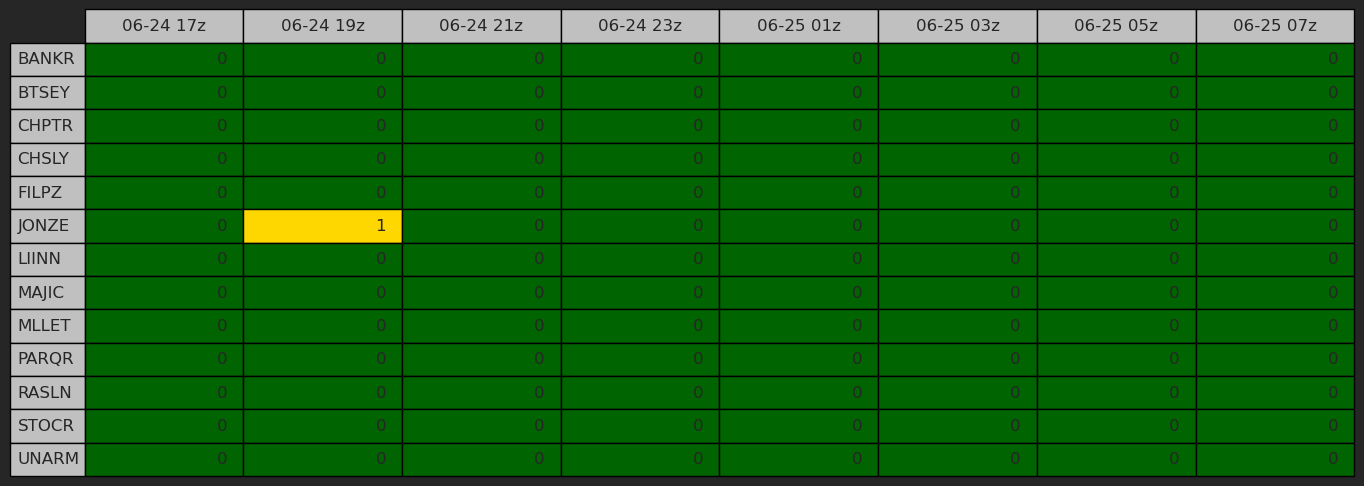 06-24 17z 06-24 19z 06-24 21z 06-24 23z 06-25 01z 06-25 03z 06-25 05z 06-25 07z
BANKR 0 0 0 0 0 0 0 0
BTSEY 0 0 0 0 0 0 0 0
CHPTR 0 0 0 0 0 0 0 0
CHSLY 0 0 0 0 0 0 0 0
FILPZ 0 0 0 0 0 0 0 0
JONZE 0 1 0 0 0 0 0 0
LIINN 0 0 0 0 0 0 0 0
MAJIC 0 0 0 0 0 0 0 0
MLLET 0 0 0 0 0 0 0 0
PARQR 0 0 0 0 0 0 0 0
RASLN 0 0 0 0 0 0 0 0
STOCR 0 0 0 0 0 0 0 0
UNARM 0 0 0 0 0 0 0 0